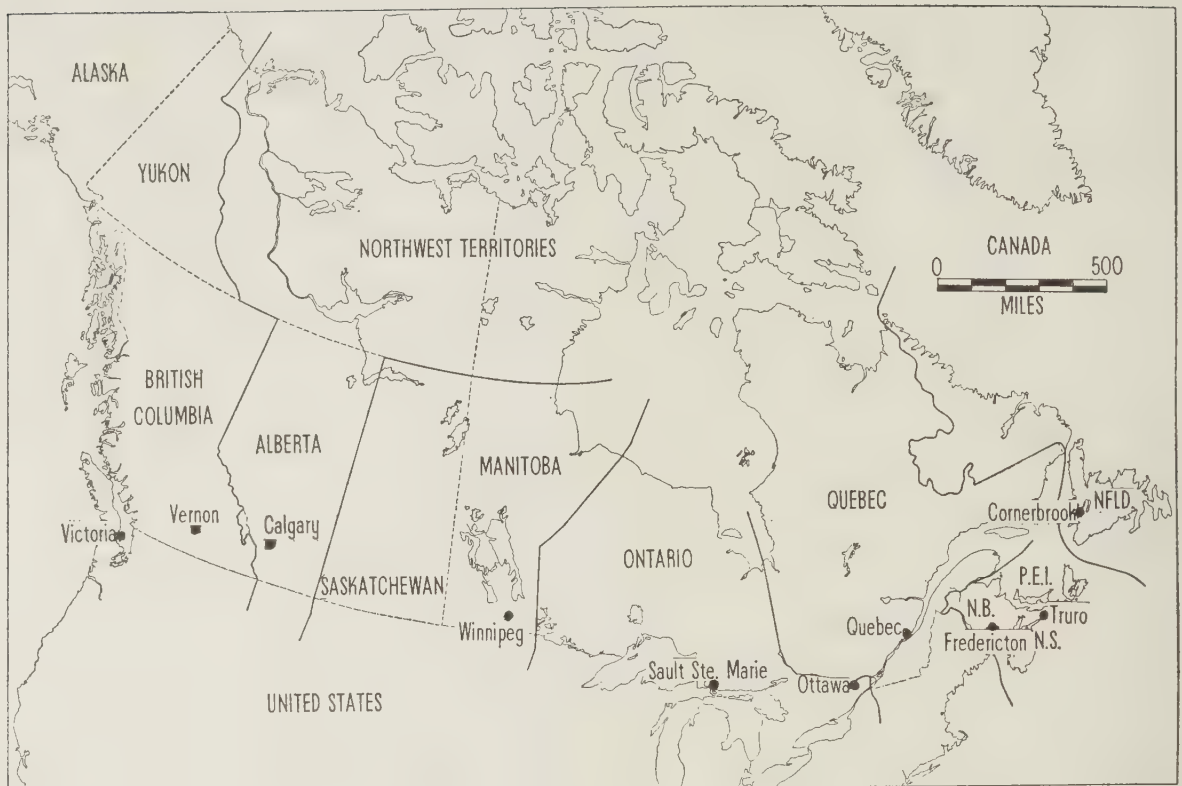 ALASKA
YUKON
NORTHWEST TERRITORIES
CANADA
0 500
MILES
BRITISH
COLUMBIA
ALBERTA
MANITOBA
QUEBEC
Cornerbrook
NFLD.
Victoria
Vernon
Calgary
SASKATCHEWAN
ONTARIO
P.E.I.
N.B.
Truro
Winnipeg
Quebec
Fredericton N.S.
Sault Ste. Marie
Ottawa
UNITED STATES